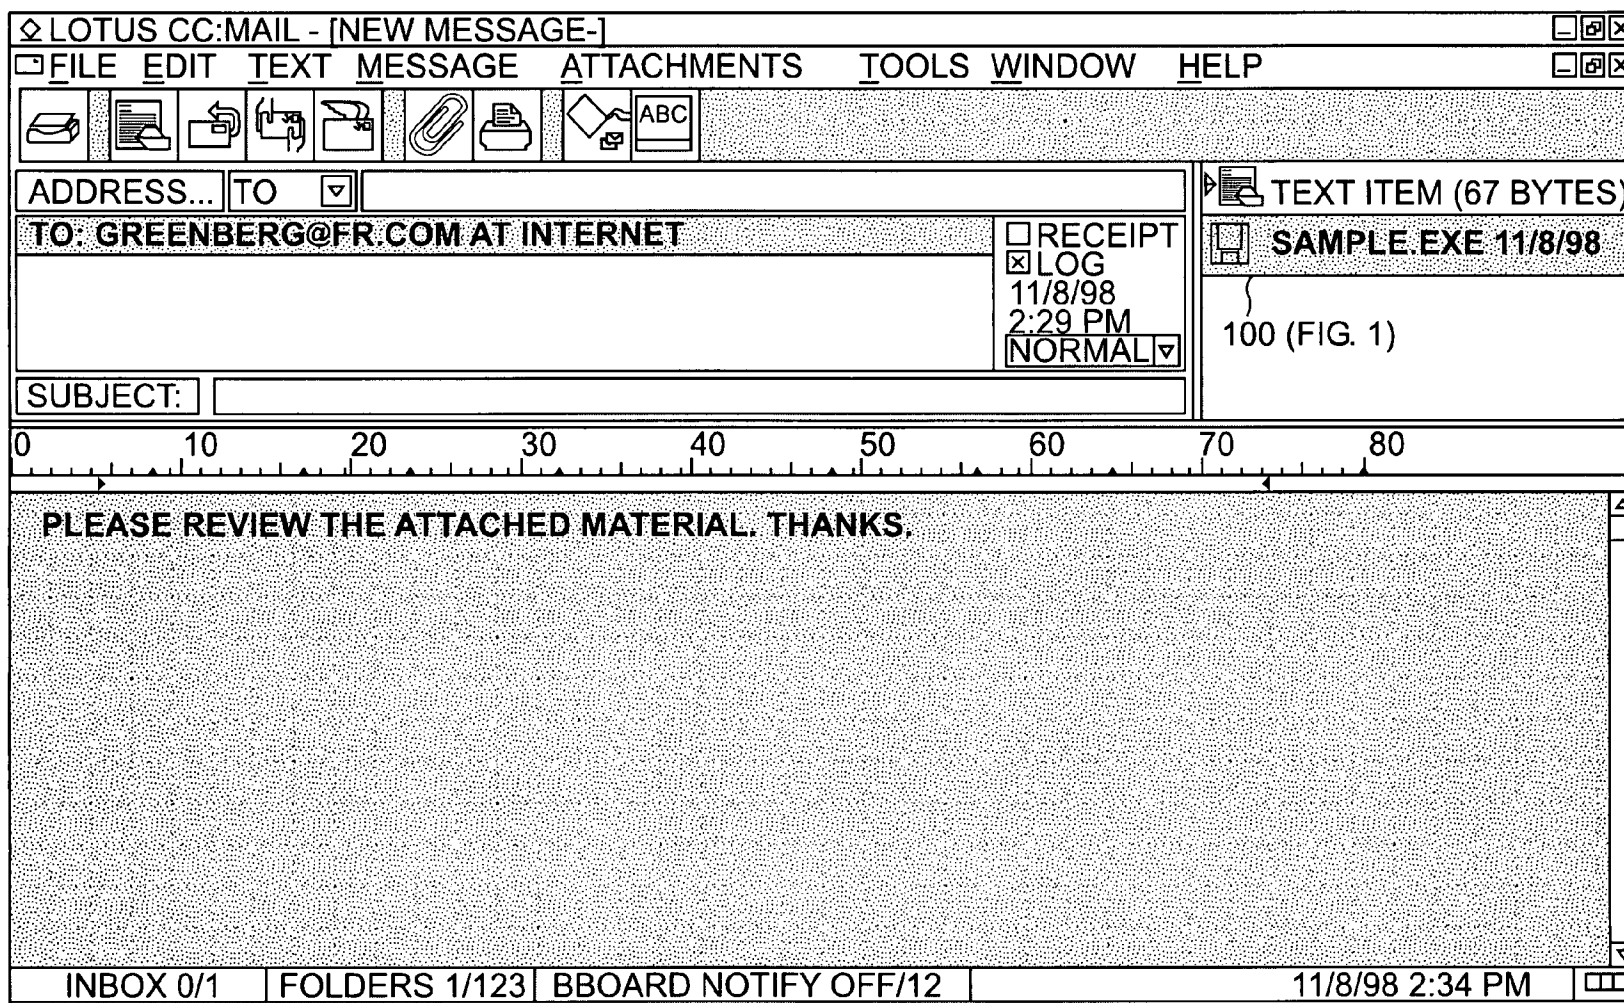 LOTUS CC:MAIL - [NEW MESSAGE-]
FILE EDIT TEXT MESSAGE ATTACHMENTS TOOLS WINDOW HELP
ABC
ADDRESS... TO
TEXT ITEM (67 BYTES)
TO: GREENBERG@FR.COM AT INTERNET
RECEIPT
SAMPLE.EXE 11/8/98
LOG
11/8/98
2:29 PM
100 (FIG. 1)
NORMAL
SUBJECT:
0 10 20 30 40 50 60 70 80
PLEASE REVIEW THE ATTACHED MATERIAL. THANKS.
INBOX 0/1 FOLDERS 1/123 BBOARD NOTIFY OFF/12 11/8/98 2:34 PM